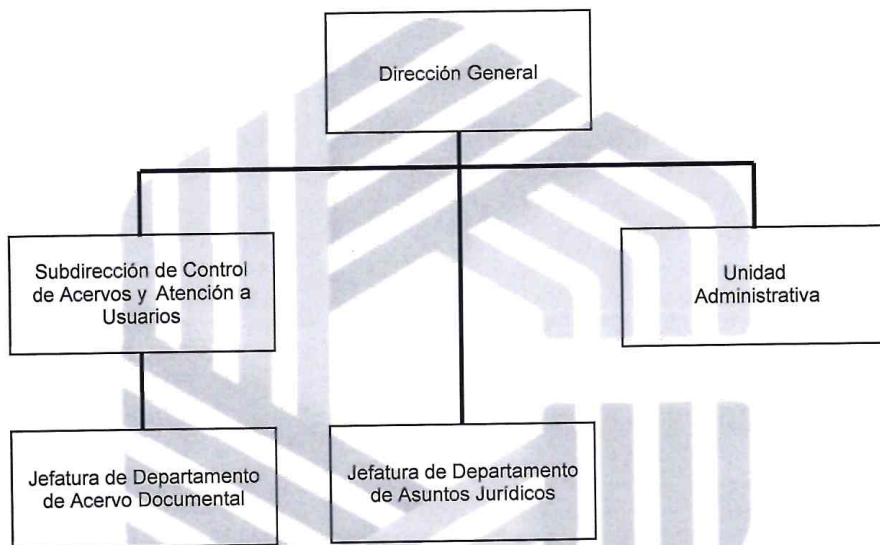 Dirección General
Subdirección de Control
de Acervos y Atención a
Usuarios
Unidad
Administrativa
Jefatura de Departamento
de Acervo Documental
Jefatura de Departamento
de Asuntos Jurídicos